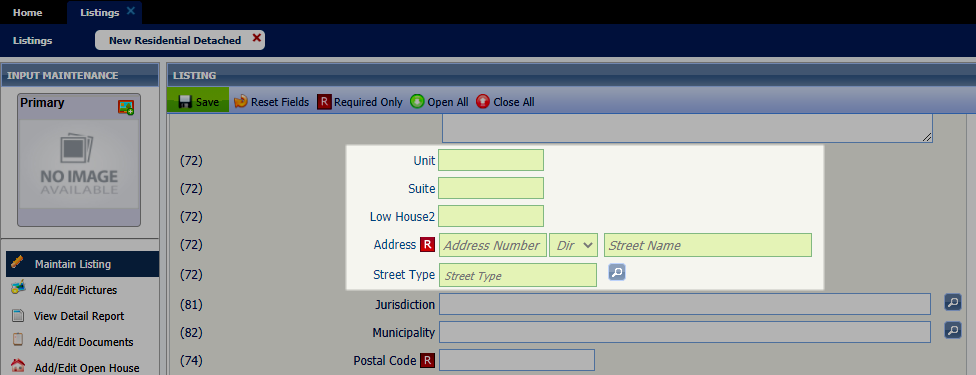 Home Listings X
Listings New Residential Detached X
INPUT MAINTENANCE
Primary
NO IMAGE
AVAILABLE
Maintain Listing
Add/Edit Pictures
View Detail Report
Add/Edit Documents
Add/Edit Open House
LISTING
Save Reset Fields R Required Only Open All Close All
(72) Unit
(72) Suite
(72) Low House2
(72) Address R Address Number Dir Street Name
(72) Street Type Street Type
(81) Jurisdiction
(82) Municipality
(74) Postal Code R